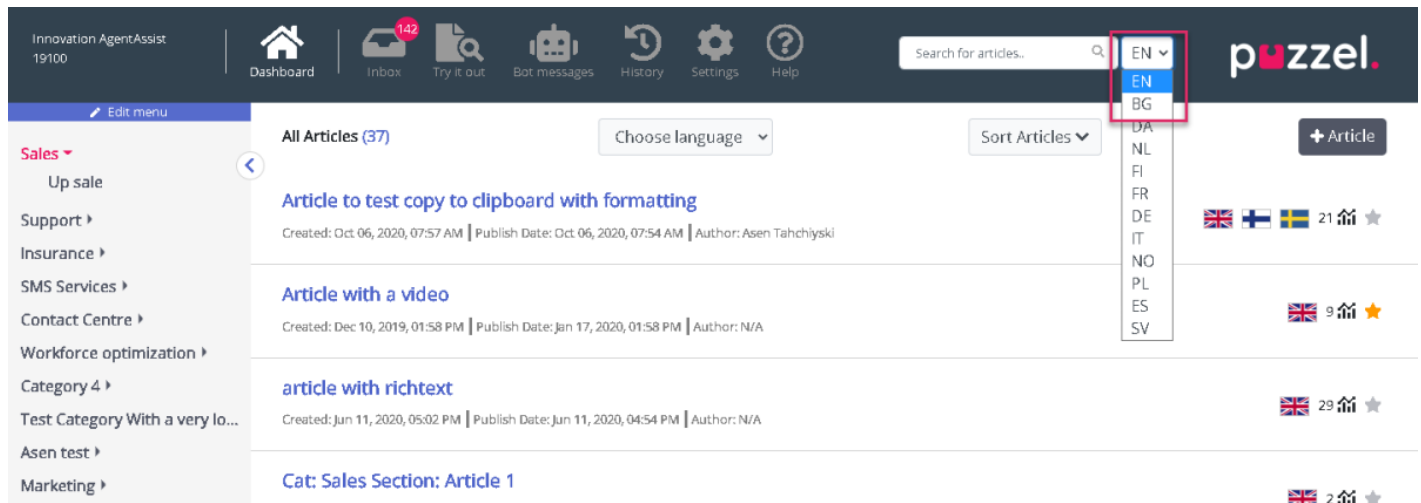 Innovation AgentAssist
19100
Dashboard
142
Inbox
Try it out
Bot messages
History
Settings
Help
Search for articles..
EN
puzzel.
EN
BG
DA
NL
FI
FR
DE
IT
NO
PL
ES
SV
Edit menu
Sales
Up sale
Support
Insurance
SMS Services
Contact Centre
Workforce optimization
Category 4
Test Category With a very lo...
Asen test
Marketing
All Articles (37)
Choose language
Sort Articles
+ Article
Article to test copy to clipboard with formatting
Created: Oct 06, 2020, 07:57 AM | Publish Date: Oct 06, 2020, 07:54 AM | Author: Asen Tahchiyski
21
Article with a video
Created: Dec 10, 2019, 01:58 PM | Publish Date: Jan 17, 2020, 01:58 PM | Author: N/A
9
article with richtext
Created: Jun 11, 2020, 05:02 PM | Publish Date: Jun 11, 2020, 04:54 PM | Author: N/A
29
Cat: Sales Section: Article 1
2